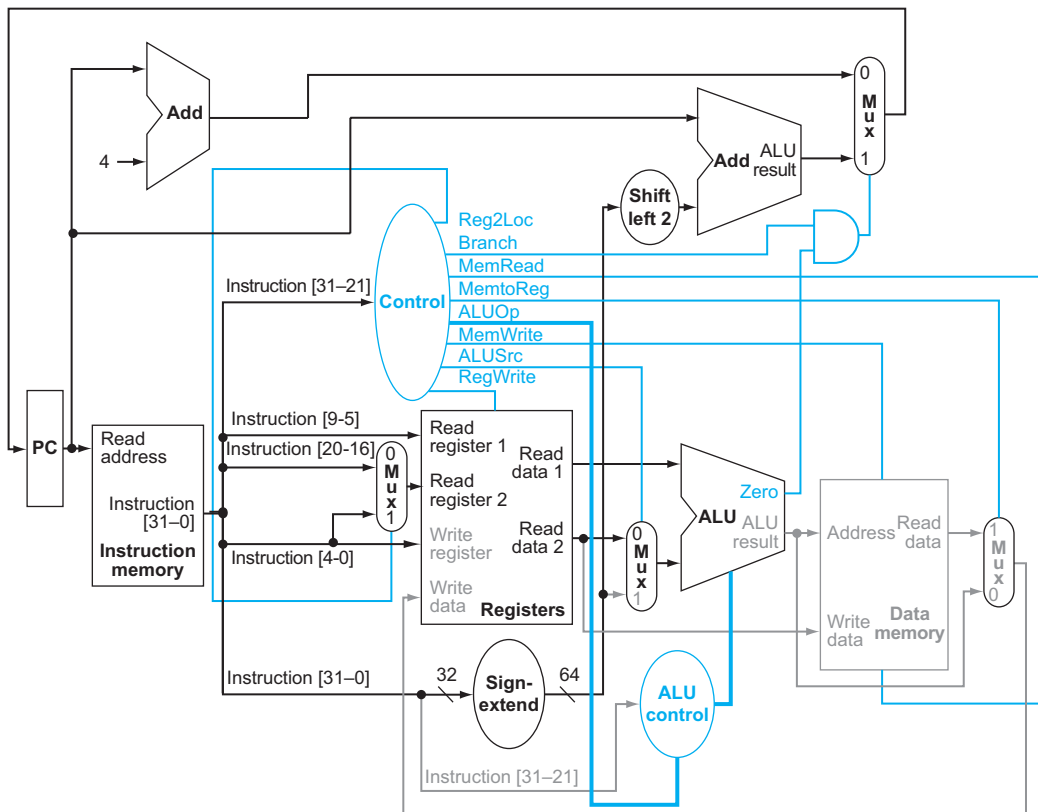 Add
4
0
Mux
1
Add
ALU
result
Shift
left 2
Reg2Loc
Branch
MemRead
MemtoReg
ALUOp
MemWrite
ALUSrc
RegWrite
Control
Instruction [31–21]
PC
Read
address
Instruction
[31–0]
Instruction
memory
Instruction [9-5]
Instruction [20-16]
Instruction [4-0]
0
Mux
1
Read
register 1
Read
register 2
Write
register
Write
data
Read
data 1
Read
data 2
Registers
0
Mux
1
ALU
Zero
ALU
result
Address
Read
data
Write
data
Data
memory
1
Mux
0
Instruction [31–0]
32
Sign-
extend
64
ALU
control
Instruction [31–21]